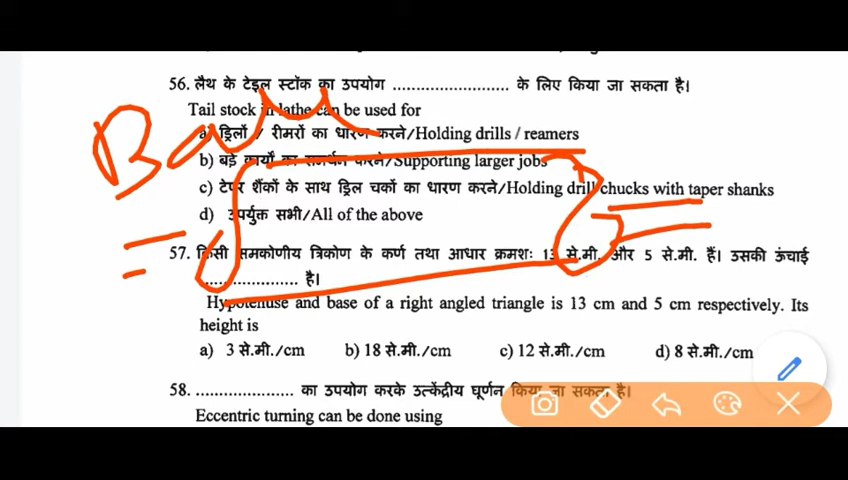 56. लैथ के टेइल स्टॉक का उपयोग ......................... के लिए किया जा सकता है।
Tail stock in lathe can be used for
a) ड्रिलों / रीमरों का धारण करने/Holding drills / reamers
b) बड़े कार्यों का समर्थन करने/Supporting larger jobs
c) टेपर शैंकों के साथ ड्रिल चकों का धारण करने/Holding drill chucks with taper shanks
d) उपर्युक्त सभी/All of the above
57. किसी समकोणीय त्रिकोण के कर्ण तथा आधार क्रमशः 13 से.मी. और 5 से.मी. हैं। उसकी ऊंचाई
..................... है।
Hypotenuse and base of a right angled triangle is 13 cm and 5 cm respectively. Its
height is
a) 3 से.मी./cm b) 18 से.मी./cm c) 12 से.मी./cm d) 8 से.मी./cm
58. ..................... का उपयोग करके उत्केंद्रीय घूर्णन किया जा सकता है।
Eccentric turning can be done using